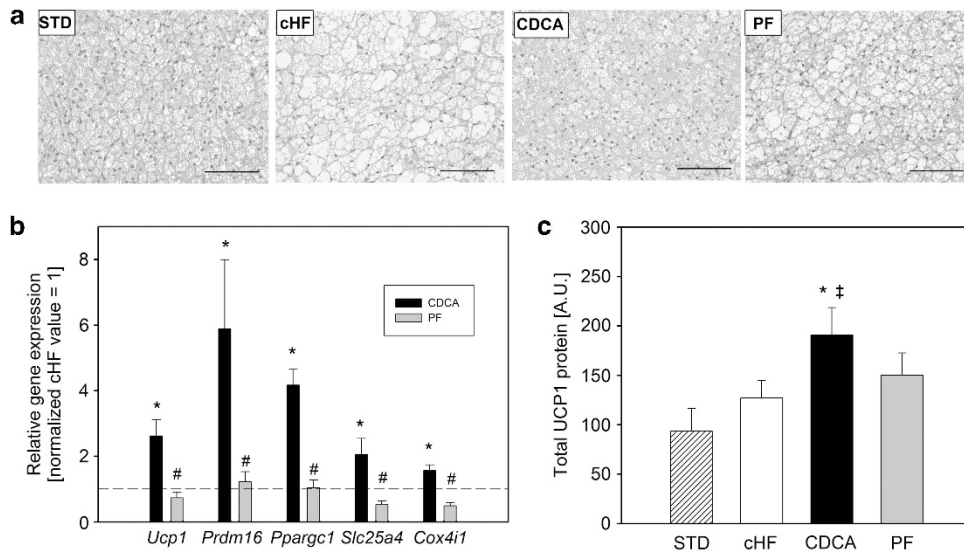 a
STD
cHF
CDCA
PF
b
Relative gene expression
[normalized cHF value = 1]
8
6
4
2
0
*
#
*
#
*
#
*
#
*
#
CDCA
PF
Ucp1
Prdm16
Ppargc1
Slc25a4
Cox4i1
c
Total UCP1 protein [A.U.]
300
250
200
150
100
50
0
* ‡
STD
cHF
CDCA
PF